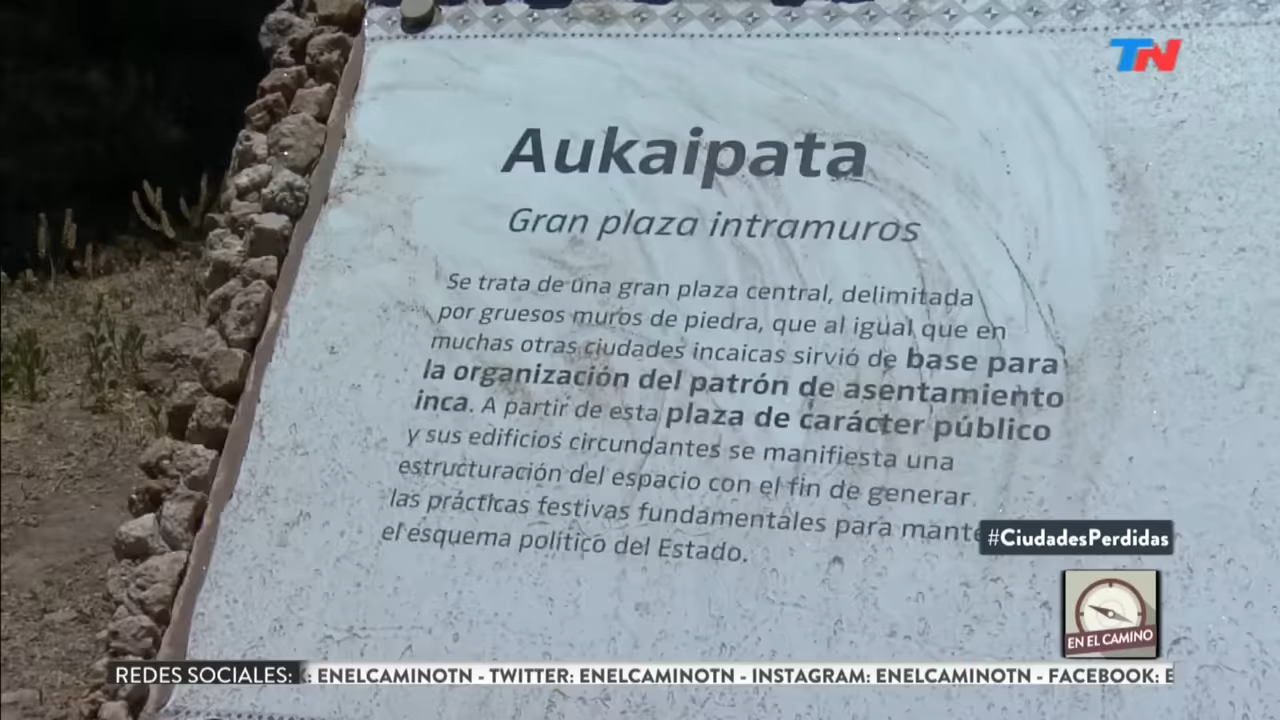 TN
Aukaipata
Gran plaza intramuros
Se trata de una gran plaza central, delimitada
por gruesos muros de piedra, que al igual que en
muchas otras ciudades incaicas sirvió de base para
la organización del patrón de asentamiento
inca. A partir de esta plaza de carácter público
y sus edificios circundantes se manifiesta una
estructuración del espacio con el fin de generar
las prácticas festivas fundamentales para mante
el esquema político del Estado.
#CiudadesPerdidas
EN EL CAMINO
REDES SOCIALES: : ENELCAMINOTN - TWITTER: ENELCAMINOTN - INSTAGRAM: ENELCAMINOTN - FACEBOOK: E